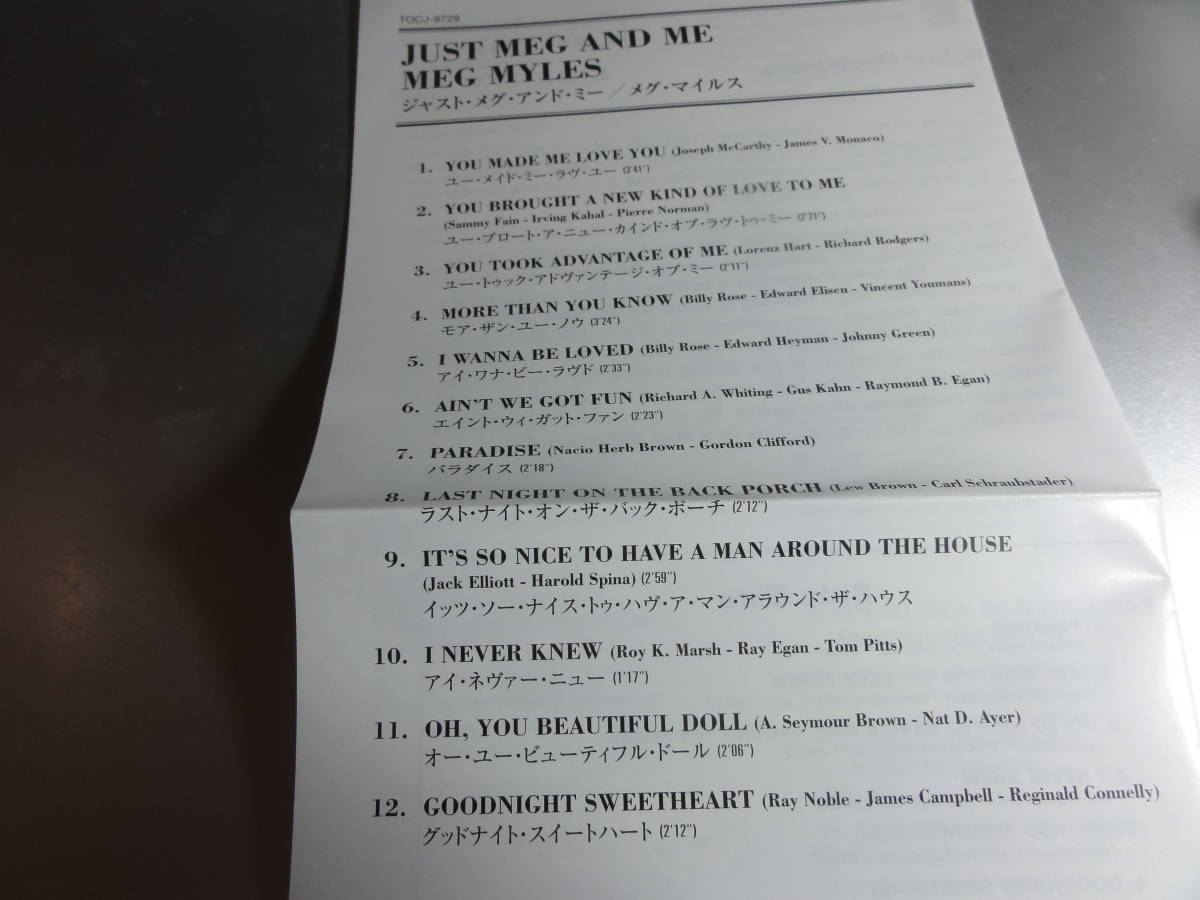 TOCJ-9729
JUST MEG AND ME
MEG MYLES
ジャスト・メグ・アンド・ミー／メグ・マイルス
1. YOU MADE ME LOVE YOU (Joseph McCarthy - James V. Monaco)
ユー・メイド・ミー・ラヴ・ユー (3'41")
2. YOU BROUGHT A NEW KIND OF LOVE TO ME
(Sammy Fain - Irving Kahal - Pierre Norman)
ユー・ブロート・ア・ニュー・カインド・オブ・ラヴ・トゥ・ミー (2'21")
3. YOU TOOK ADVANTAGE OF ME (Lorenz Hart - Richard Rodgers)
ユー・トゥック・アドヴァンテージ・オブ・ミー (2'11")
4. MORE THAN YOU KNOW (Billy Rose - Edward Eliseu - Vincent Youmans)
モア・ザン・ユー・ノウ (3'24")
5. I WANNA BE LOVED (Billy Rose - Edward Heyman - Johnny Green)
アイ・ワナ・ビー・ラヴド (2'33")
6. AIN'T WE GOT FUN (Richard A. Whiting - Gus Kahn - Raymond B. Egan)
エイント・ウィ・ガット・ファン (2'23")
7. PARADISE (Nacio Herb Brown - Gordon Clifford)
パラダイス (2'18")
8. LAST NIGHT ON THE BACK PORCH (Lew Brown - Carl Schraubstader)
ラスト・ナイト・オン・ザ・バック・ポーチ (2'12")
9. IT'S SO NICE TO HAVE A MAN AROUND THE HOUSE
(Jack Elliott - Harold Spina) (2'59")
イッツ・ソー・ナイス・トゥ・ハヴ・ア・マン・アラウンド・ザ・ハウス
10. I NEVER KNEW (Roy K. Marsh - Ray Egan - Tom Pitts)
アイ・ネヴァー・ニュー (1'17")
11. OH, YOU BEAUTIFUL DOLL (A. Seymour Brown - Nat D. Ayer)
オー・ユー・ビューティフル・ドール (2'06")
12. GOODNIGHT SWEETHEART (Ray Noble - James Campbell - Reginald Connelly)
グッドナイト・スイートハート (2'12")